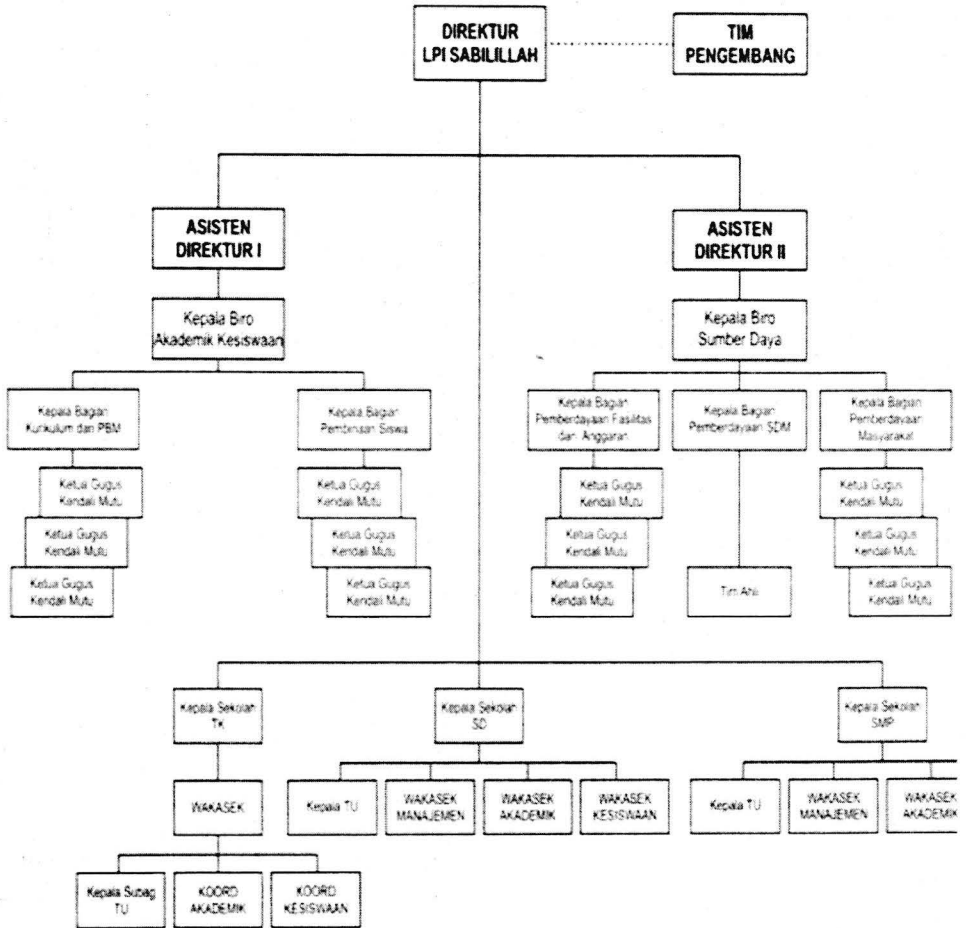 DIREKTUR
LPI SABILILLAH
TIM
PENGEMBANG
ASISTEN
DIREKTUR I
ASISTEN
DIREKTUR II
Kepala Biro
Akademik Kesiswaan
Kepala Biro
Sumber Daya
Kepala Bagian
Kurikulum dan PBM
Kepala Bagian
Pembinaan Siswa
Kepala Bagian
Pemberdayaan Fasilitas
dan Anggaran
Kepala Bagian
Pemberdayaan SDM
Kepala Bagian
Pemberdayaan
Masyarakat
Ketua Gugus
Kendali Mutu
Ketua Gugus
Kendali Mutu
Ketua Gugus
Kendali Mutu
Ketua Gugus
Kendali Mutu
Ketua Gugus
Kendali Mutu
Ketua Gugus
Kendali Mutu
Ketua Gugus
Kendali Mutu
Ketua Gugus
Kendali Mutu
Ketua Gugus
Kendali Mutu
Ketua Gugus
Kendali Mutu
Ketua Gugus
Kendali Mutu
Tim Ahli
Ketua Gugus
Kendali Mutu
Kepala Sekolah
TK
Kepala Sekolah
SD
Kepala Sekolah
SMP
WAKASEK
Kepala TU
WAKASEK
MANAJEMEN
WAKASEK
AKADEMIK
WAKASEK
KESISWAAN
Kepala TU
WAKASEK
MANAJEMEN
WAKASEK
AKADEMIK
Kepala Subag
TU
KOORD
AKADEMIK
KOORD
KESISWAAN